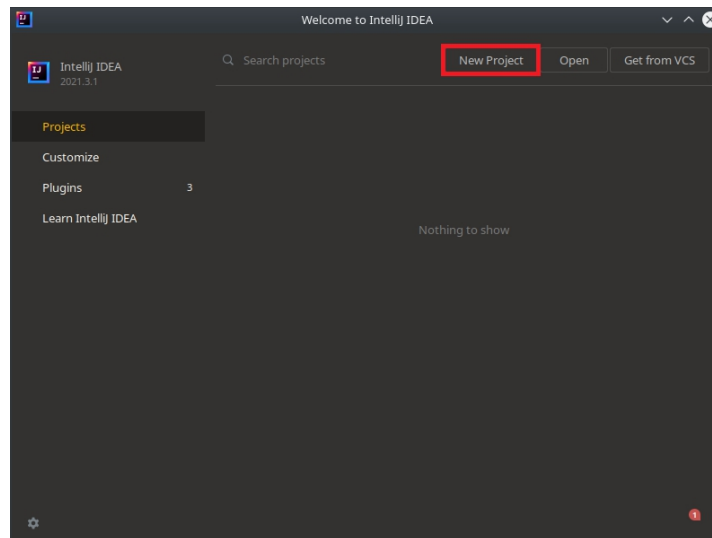 Welcome to IntelliJ IDEA
IJ
IntelliJ IDEA
2021.3.1
Search projects
New Project
Open
Get from VCS
Projects
Customize
Plugins 3
Learn IntelliJ IDEA
Nothing to show
1